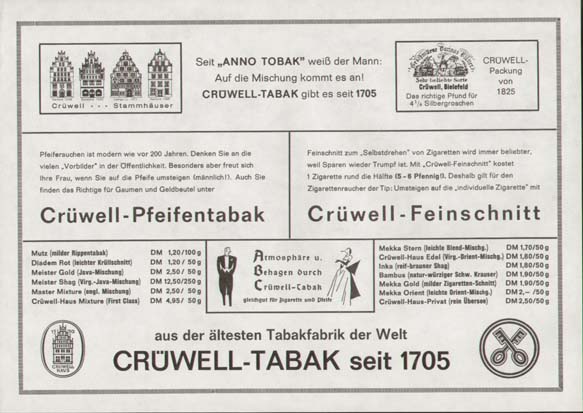 Crüwell - - - Stammhäuser
Seit „ANNO TOBAK" weiß der Mann:
Auf die Mischung kommt es an!
CRÜWELL-TABAK gibt es seit 1705
Sehr beliebte Sorte
Crüwell, Bielefeld
Das richtige Pfund für
4½ Silbergroschen
CRÜWELL-
Packung
von
1825
Pfeiferauchen ist modern wie vor 200 Jahren. Denken Sie an die
vielen „Vorbilder" in der Öffentlichkeit. Besonders aber freut sich
Ihre Frau, wenn Sie auf die Pfeife umsteigen (männlich!). Auch Sie
finden das Richtige für Gaumen und Geldbeutel unter
Crüwell-Pfeifentabak
Feinschnitt zum „Selbstdrehen" von Zigaretten wird immer beliebter,
weil Sparen wieder Trumpf ist. Mit „Crüwell-Feinschnitt" kostet
1 Zigarette rund die Hälfte (5-6 Pfennig!). Deshalb gilt für den
Zigarettenraucher der Tip: Umsteigen auf die „individuelle Zigarette" mit
Crüwell-Feinschnitt
Mutz (milder Rippentabak) DM 1,20/100 g
Diadem Rot (leichter Krüllschnitt) DM 1,20/ 50 g
Meister Gold (Java-Mischung) DM 2,50/ 50 g
Meister Shag (Virg.-Java-Mischung) DM 12,50/250 g
Master Mixture (engl. Mischung) DM 2,50/ 50 g
Crüwell-Haus Mixture (First Class) DM 4,95/ 50 g
Atmosphäre u.
Behagen durch
Crüwell-Tabak
gleichgut für Zigarette und Pfeife
Mekka Stern (leichte Blend-Mischg.) DM 1,70/50 g
Crüwell-Haus Edel (Virg.-Orient-Mischg.) DM 1,80/50 g
Inka (reif-brauner Shag) DM 1,80/50 g
Bambus (natur-würziger Schw. Krauser) DM 1,90/50 g
Mekka Gold (milder Zigaretten-Schnitt) DM 1,90/50 g
Mekka Orient (leichte Orient-Mischg.) DM 2,- /50 g
Crüwell-Haus-Privat (rein Übersee) DM 2,50/50 g
CRÜWELL
HAUS
aus der ältesten Tabakfabrik der Welt
CRÜWELL-TABAK seit 1705